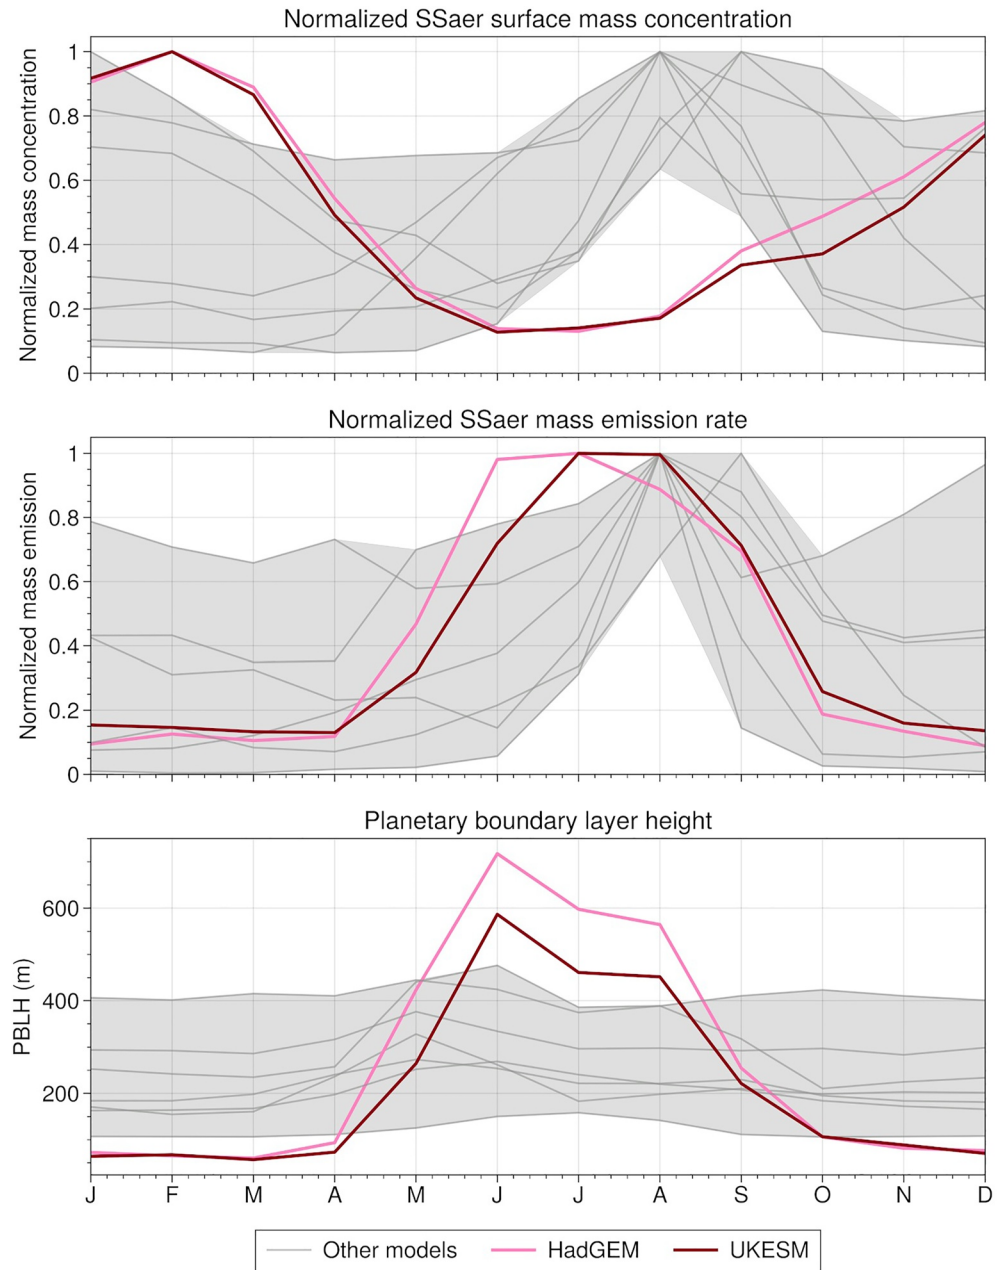 Normalized SSaer surface mass concentration
Normalized mass concentration
1
0.8
0.6
0.4
0.2
0
Normalized SSaer mass emission rate
Normalized mass emission
1
0.8
0.6
0.4
0.2
0
Planetary boundary layer height
PBLH (m)
600
400
200
J F M A M J J A S O N D
Other models HadGEM UKESM